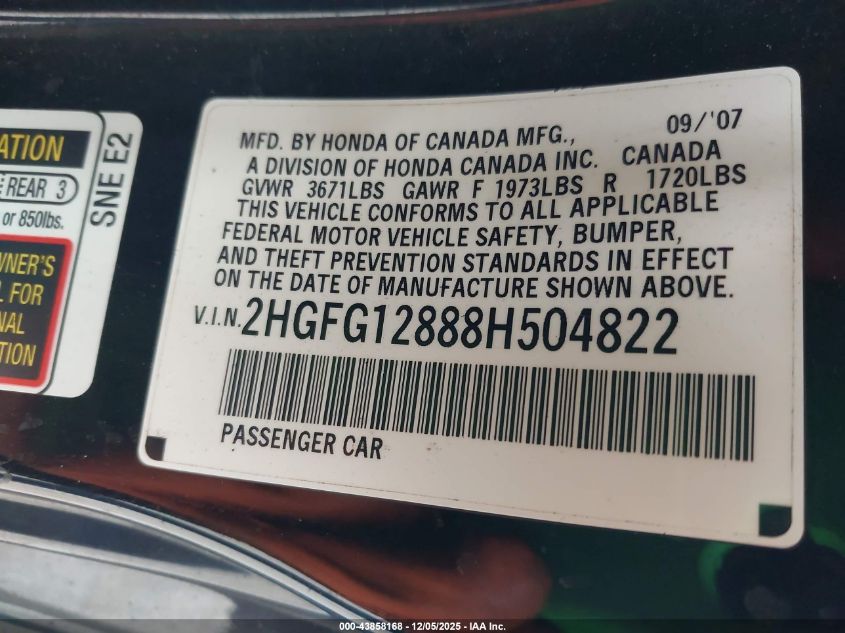 ATION
REAR 3
or 850lbs.
WNER'S
L FOR
NAL
TION
SNE E2
09/'07
MFD. BY HONDA OF CANADA MFG.,
A DIVISION OF HONDA CANADA INC. CANADA
GVWR 3671LBS GAWR F 1973LBS R 1720LBS
THIS VEHICLE CONFORMS TO ALL APPLICABLE
FEDERAL MOTOR VEHICLE SAFETY, BUMPER,
AND THEFT PREVENTION STANDARDS IN EFFECT
ON THE DATE OF MANUFACTURE SHOWN ABOVE.
V.I.N. 2HGFG12888H504822
PASSENGER CAR
000-43858168 - 12/05/2025 - IAA Inc.